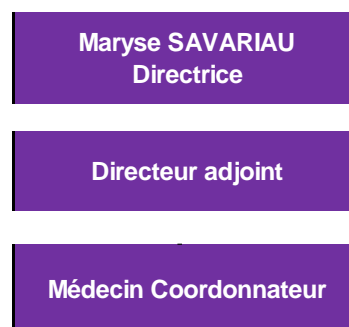 Maryse SAVARIAU
Directrice
Directeur adjoint
Médecin Coordonnateur